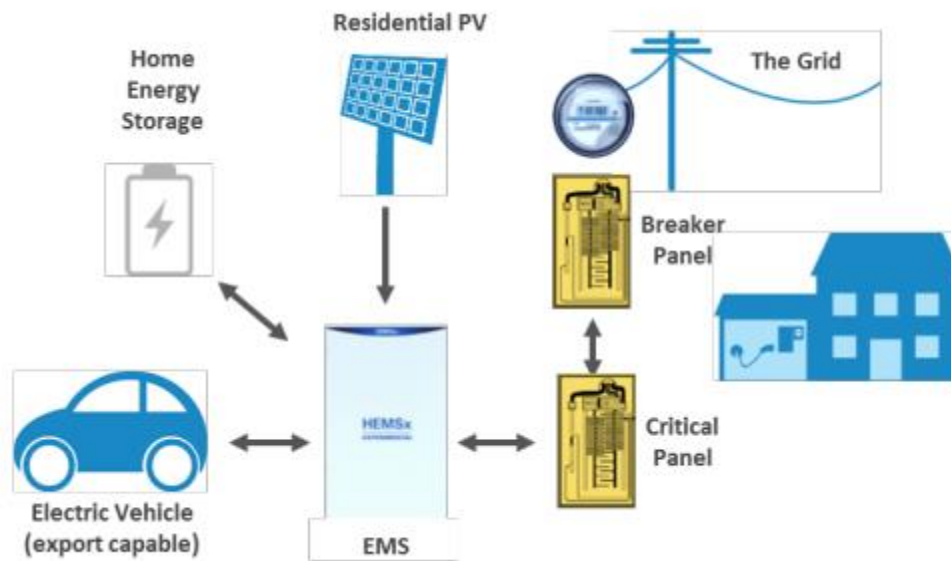 Residential PV
Home
Energy
Storage
The Grid
Breaker
Panel
HEMSx
Critical
Panel
Electric Vehicle
(export capable)
EMS